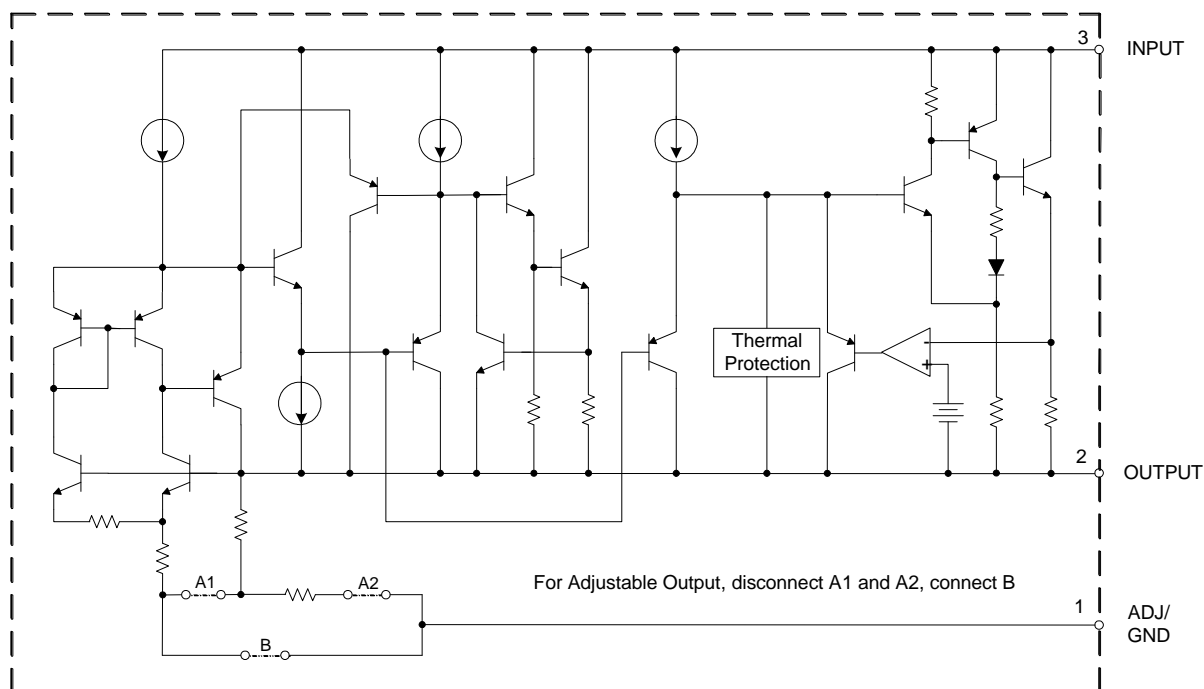 3
INPUT
Thermal
Protection
-
+
2
OUTPUT
A1
A2
For Adjustable Output, disconnect A1 and A2, connect B
1
ADJ/
GND
B